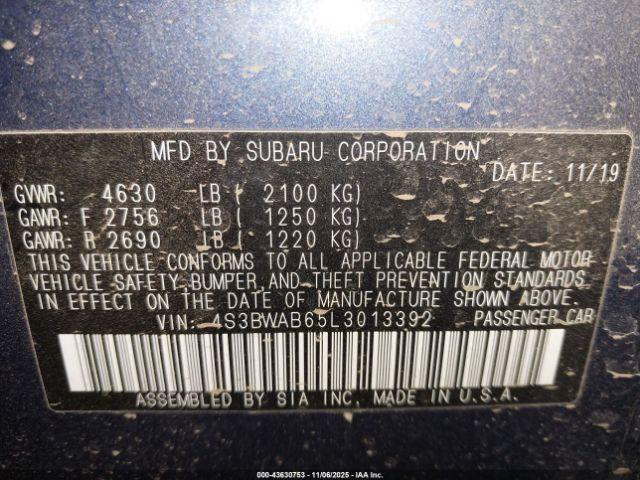 MFD BY SUBARU CORPORATION
DATE: 11/19
GVWR: 4630 LB ( 2100 KG)
GAWR: F 2756 LB ( 1250 KG)
GAWR: R 2690 LB ( 1220 KG)
THIS VEHICLE CONFORMS TO ALL APPLICABLE FEDERAL MOTOR
VEHICLE SAFETY, BUMPER, AND THEFT PREVENTION STANDARDS
IN EFFECT ON THE DATE OF MANUFACTURE SHOWN ABOVE.
VIN: 4S3BWAB65L3013392 PASSENGER CAR
ASSEMBLED BY SIA INC. MADE IN U.S.A.
000-43630753 - 11/06/2025 - IAA Inc.